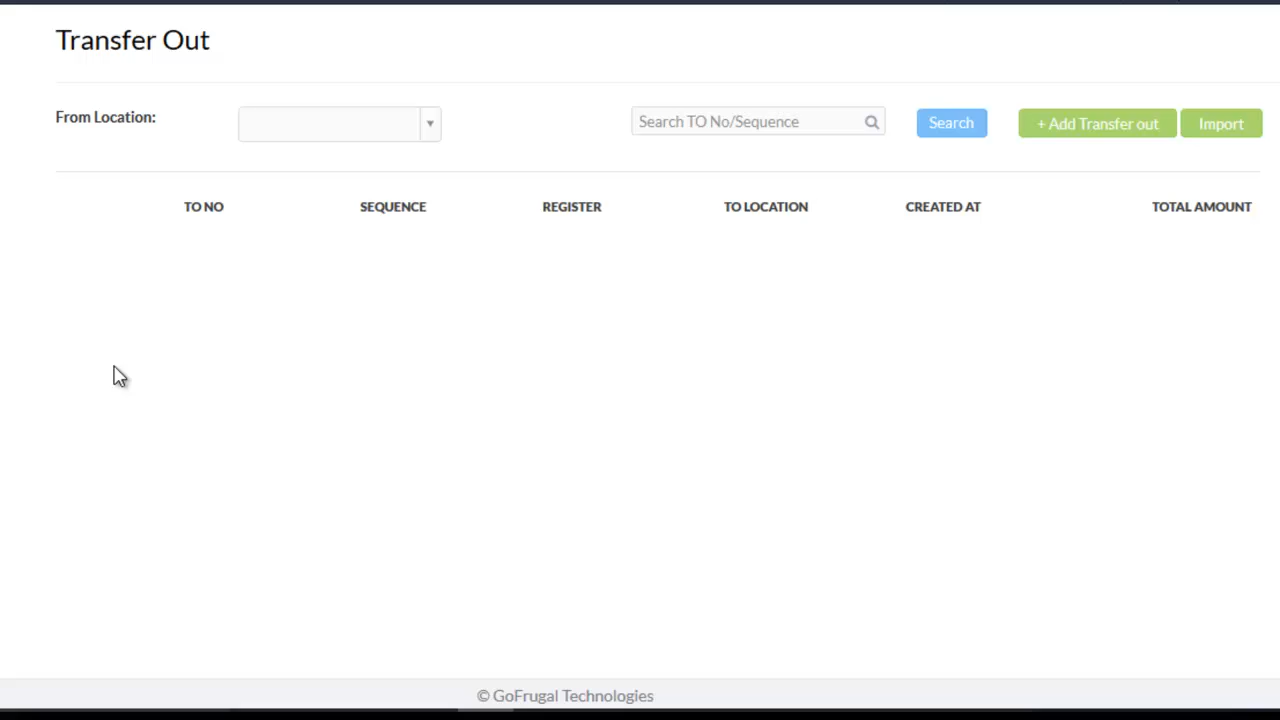 Transfer Out
From Location:
Search TO No/Sequence
Search
+ Add Transfer out
Import
TO NO SEQUENCE REGISTER TO LOCATION CREATED AT TOTAL AMOUNT
© GoFrugal Technologies